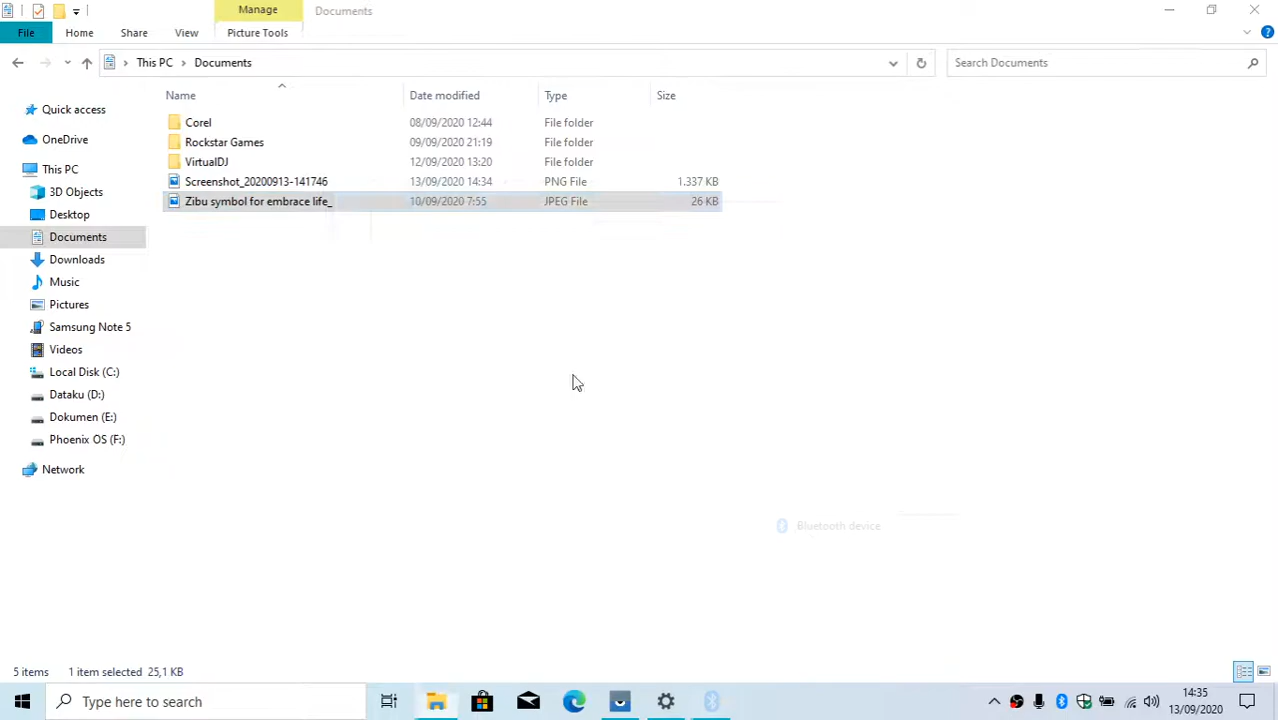 Manage
Documents
File
Home
Share
View
Picture Tools
This PC
Documents
Search Documents
Name
Date modified
Type
Size
Quick access
OneDrive
This PC
3D Objects
Desktop
Documents
Downloads
Music
Pictures
Samsung Note 5
Videos
Local Disk (C:)
Dataku (D:)
Dokumen (E:)
Phoenix OS (F:)
Network
Corel 08/09/2020 12:44 File folder
Rockstar Games 09/09/2020 21:19 File folder
VirtualDJ 12/09/2020 13:20 File folder
Screenshot_20200913-141746 13/09/2020 14:34 PNG File 1.337 KB
Zibu symbol for embrace life_ 10/09/2020 7:55 JPEG File 26 KB
Bluetooth device
5 items 1 item selected 25,1 KB
Type here to search
4:35
13/09/2020